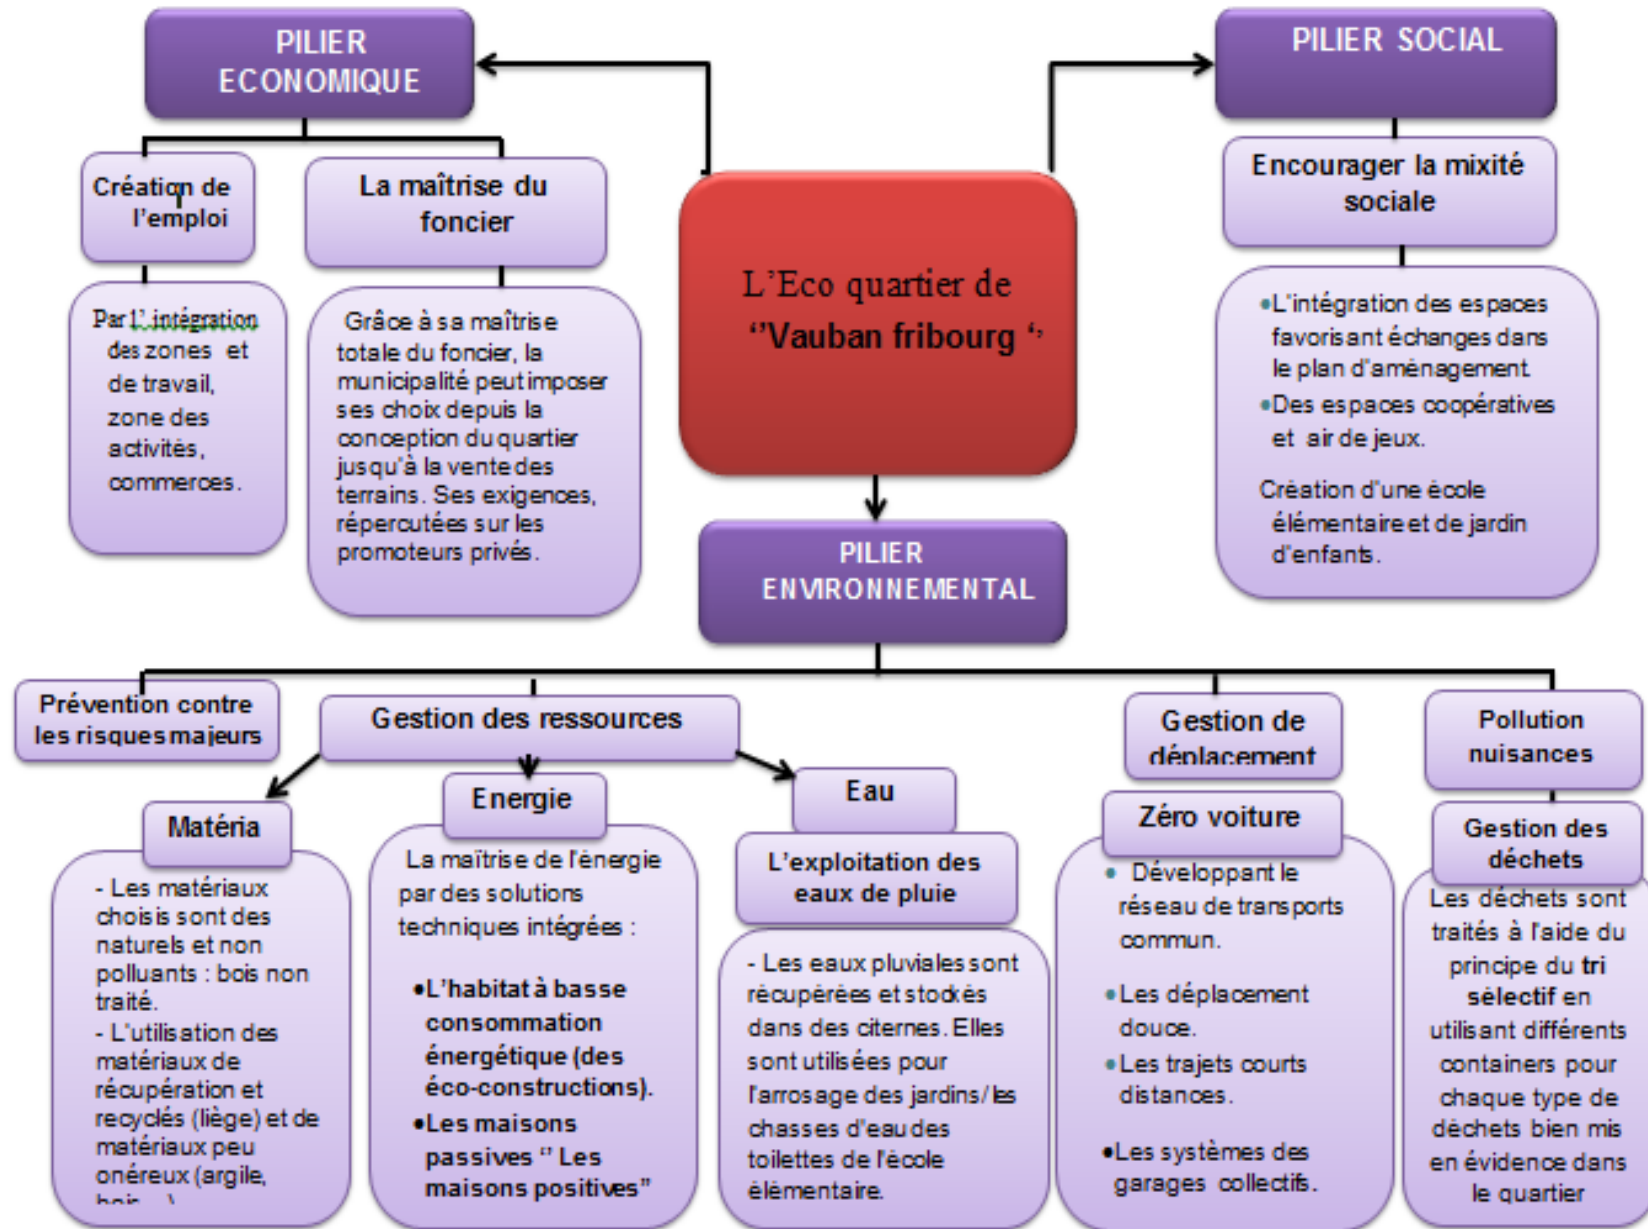 PILIER
ECONOMIQUE
PILIER SOCIAL
Création de
l'emploi
La maîtrise du
foncier
Encourager la mixité
sociale
Par l' intégration
des zones et
de travail,
zone des
activités,
commerces.
Grâce à sa maîtrise
totale du foncier, la
municipalité peut imposer
ses choix depuis la
conception du quartier
jusqu'à la vente des
terrains. Ses exigences,
répercutées sur les
promoteurs privés.
L'Eco quartier de
‘'Vauban fribourg ‘'
•L'intégration des espaces
favorisant échanges dans
le plan d'aménagement.
•Des espaces coopératives
et air de jeux.
Création d'une école
élémentaire et de jardin
d'enfants.
PILIER
ENVIRONNEMENTAL
Prévention contre
les risques majeurs
Gestion des ressources
Gestion de
déplacement
Pollution
nuisances
Matéria
Energie
Eau
Zéro voiture
Gestion des
déchets
- Les matériaux
choisis sont des
naturels et non
polluants : bois non
traité.
- L'utilisation des
matériaux de
récupération et
recyclés (liège) et de
matériaux peu
onéreux (argile,
La maîtrise de l'énergie
par des solutions
techniques intégrées :
•L'habitat à basse
consommation
énergétique (des
éco-constructions).
•Les maisons
passives ‘' Les
maisons positives”
L'exploitation des
eaux de pluie
- Les eaux pluviales sont
récupérées et stockés
dans des citernes. Elles
sont utilisées pour
l'arrosage des jardins/ les
chasses d'eau des
toilettes de l'école
élémentaire.
• Développant le
réseau de transports
commun.
•Les déplacement
douce.
•Les trajets courts
distances.
•Les systèmes des
garages collectifs.
Les déchets sont
traités à l'aide du
principe du tri
sélectif en
utilisant différents
containers pour
chaque type de
déchets bien mis
en évidence dans
le quartier